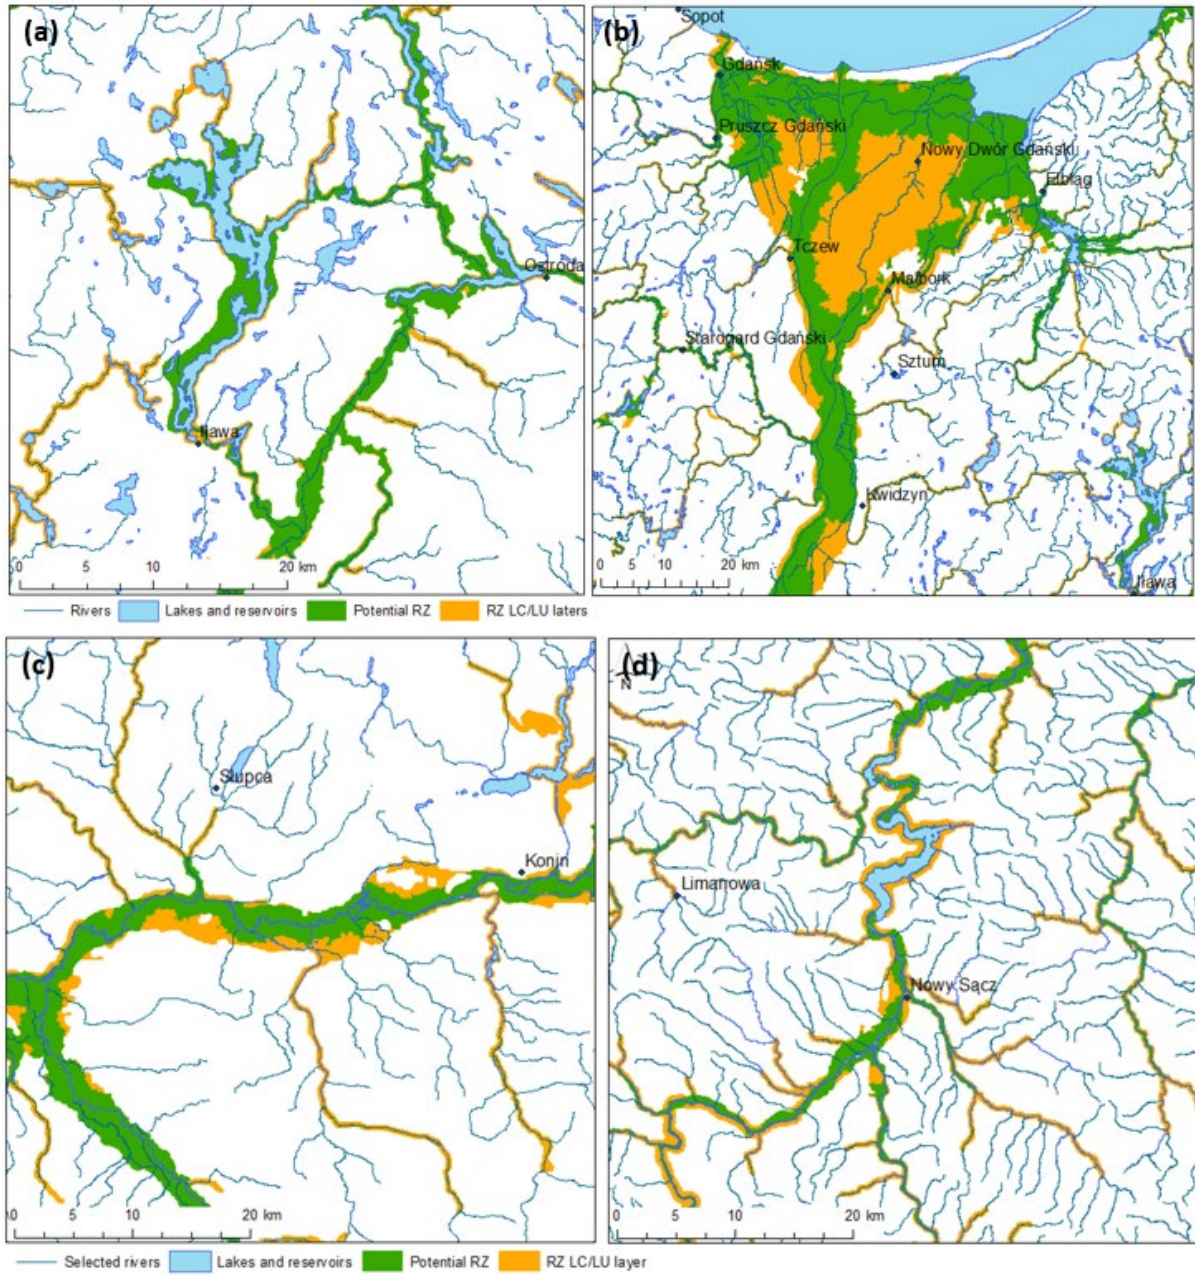 (a)
Ostróda
Iława
0 5 10 20 km
(b)
Sopot
Gdańsk
Pruszcz Gdański
Nowy Dwór Gdański
Elbląg
Tczew
Malbork
Starogard Gdański
Sztum
Kwidzyn
Iława
0 5 10 20
km
Rivers Lakes and reservoirs Potential RZ RZ LC/LU laters
(c)
Słupca
Konin
0 5 10 20 km
(d)
N
Limanowa
Nowy Sącz
0 5 10 20 km
Selected rivers Lakes and reservoirs Potential RZ RZ LC/LU layer